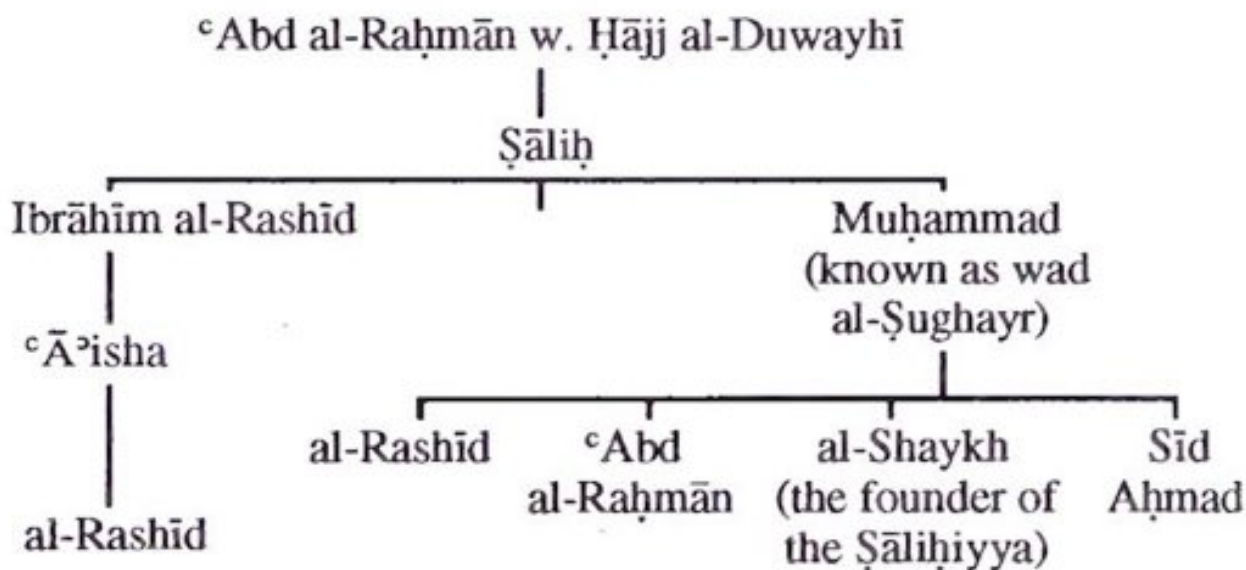 ᶜAbd al-Raḥmān w. Ḥājj al-Duwayḥī
Ṣāliḥ
Ibrāhīm al-Rashīd
Muḥammad
(known as wad
al-Ṣughayr)
ᶜĀᵓisha
al-Rashīd
al-Rashīd
ᶜAbd
al-Raḥmān
al-Shaykh
(the founder of
the Ṣāliḥiyya)
Sīd
Aḥmad